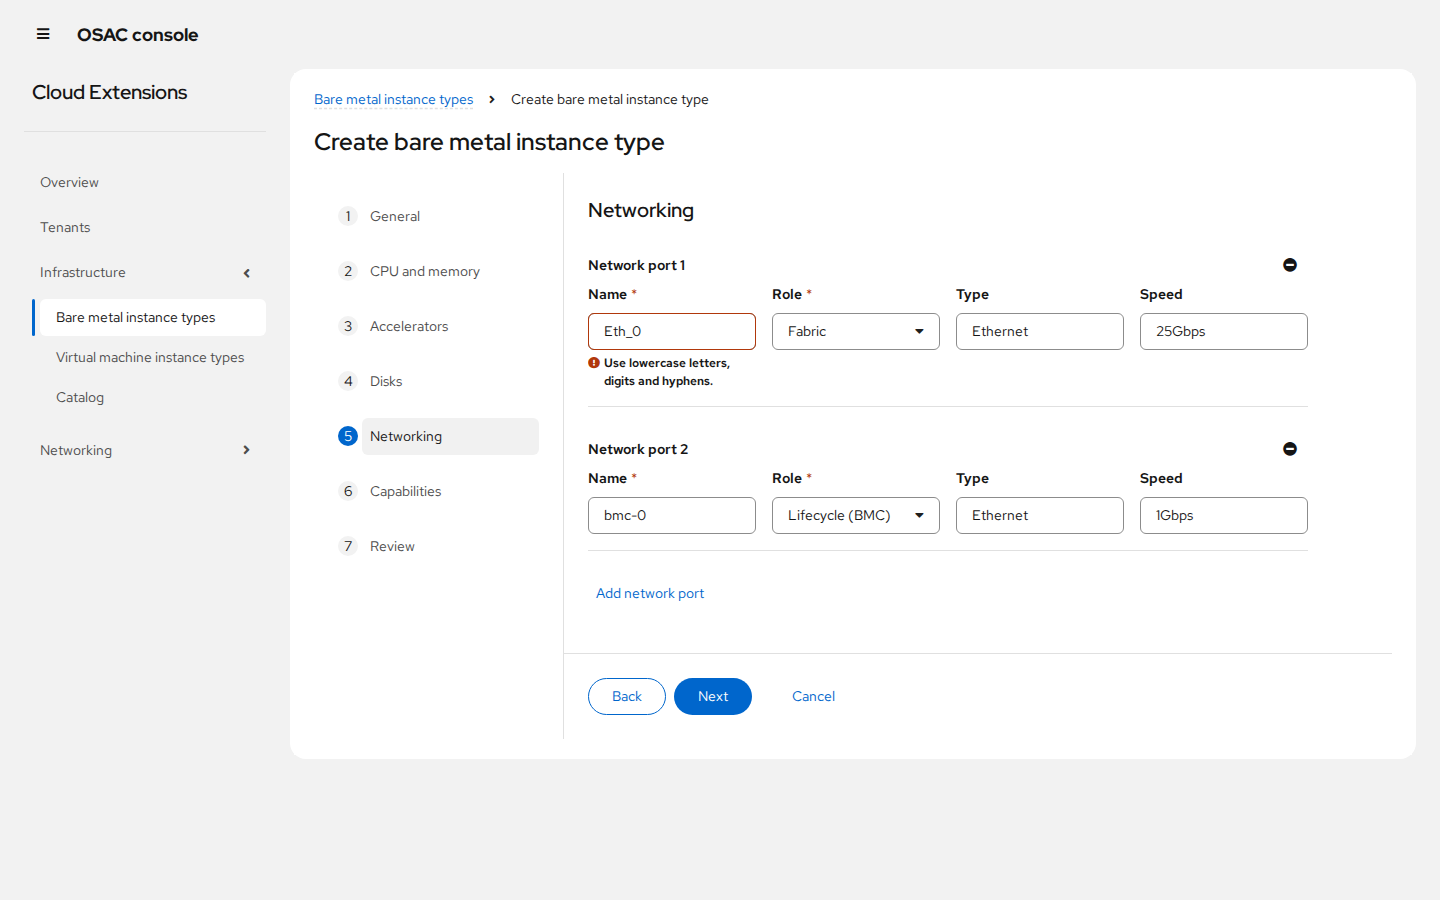 OSAC console
Cloud Extensions
Overview
Tenants
Infrastructure
Bare metal instance types
Virtual machine instance types
Catalog
Networking
Bare metal instance types
Create bare metal instance type
Create bare metal instance type
1 General
2 CPU and memory
3 Accelerators
4 Disks
5 Networking
6 Capabilities
7 Review
Networking
Network port 1
Name * Role * Type Speed
Eth_0 Fabric Ethernet 25Gbps
Use lowercase letters,
digits and hyphens.
Network port 2
Name * Role * Type Speed
bmc-0 Lifecycle (BMC) Ethernet 1Gbps
Add network port
Back Next Cancel